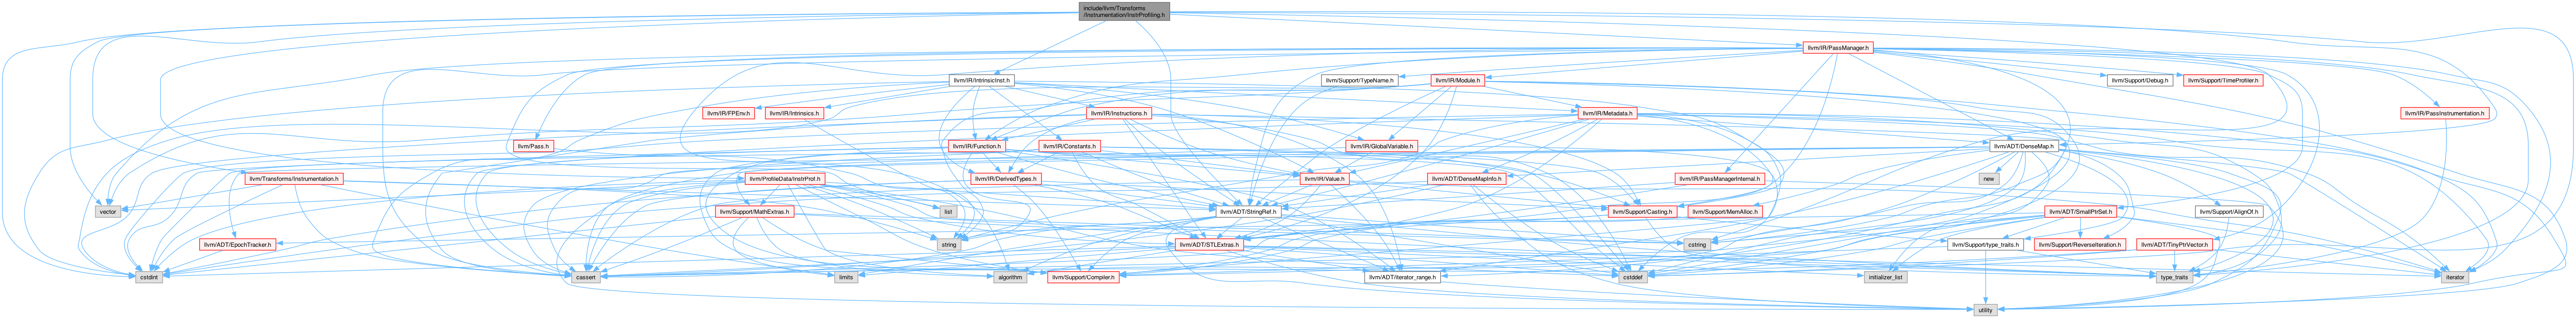 include/llvm/Transforms
/Instrumentation/InstrProfiling.h
llvm/IR/PassManager.h
llvm/IR/IntrinsicInst.h
llvm/Support/TypeName.h
llvm/IR/Module.h
llvm/Support/Debug.h
llvm/Support/TimeProfiler.h
llvm/IR/FPEnv.h
llvm/IR/Intrinsics.h
llvm/IR/Instructions.h
llvm/IR/Metadata.h
llvm/IR/PassInstrumentation.h
llvm/Pass.h
llvm/IR/Function.h
llvm/IR/Constants.h
llvm/IR/GlobalVariable.h
llvm/ADT/DenseMap.h
llvm/Transforms/Instrumentation.h
llvm/ProfileData/InstrProf.h
llvm/IR/DerivedTypes.h
llvm/IR/Value.h
llvm/ADT/DenseMapInfo.h
llvm/IR/PassManagerInternal.h
new
vector
llvm/Support/MathExtras.h
list
llvm/ADT/StringRef.h
llvm/Support/Casting.h
llvm/Support/MemAlloc.h
llvm/ADT/SmallPtrSet.h
llvm/Support/AlignOf.h
llvm/ADT/EpochTracker.h
string
llvm/ADT/STLExtras.h
cstring
llvm/Support/type_traits.h
llvm/Support/ReverseIteration.h
llvm/ADT/TinyPtrVector.h
cstdint
cassert
limits
algorithm
llvm/Support/Compiler.h
llvm/ADT/iterator_range.h
cstddef
initializer_list
type_traits
iterator
utility